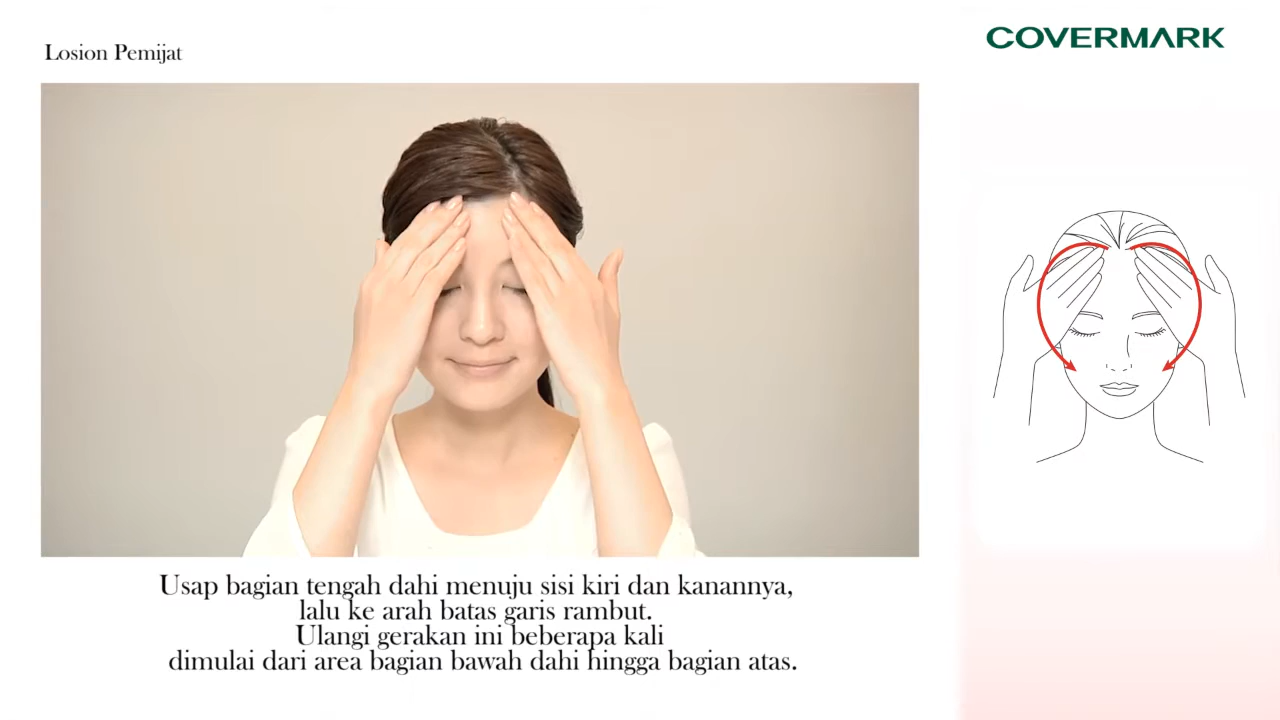 Losion Pemijat
COVERMARK
Usap bagian tengah dahi menuju sisi kiri dan kanannya,
lalu ke arah batas garis rambut.
Ulangi gerakan ini beberapa kali
dimulai dari area bagian bawah dahi hingga bagian atas.